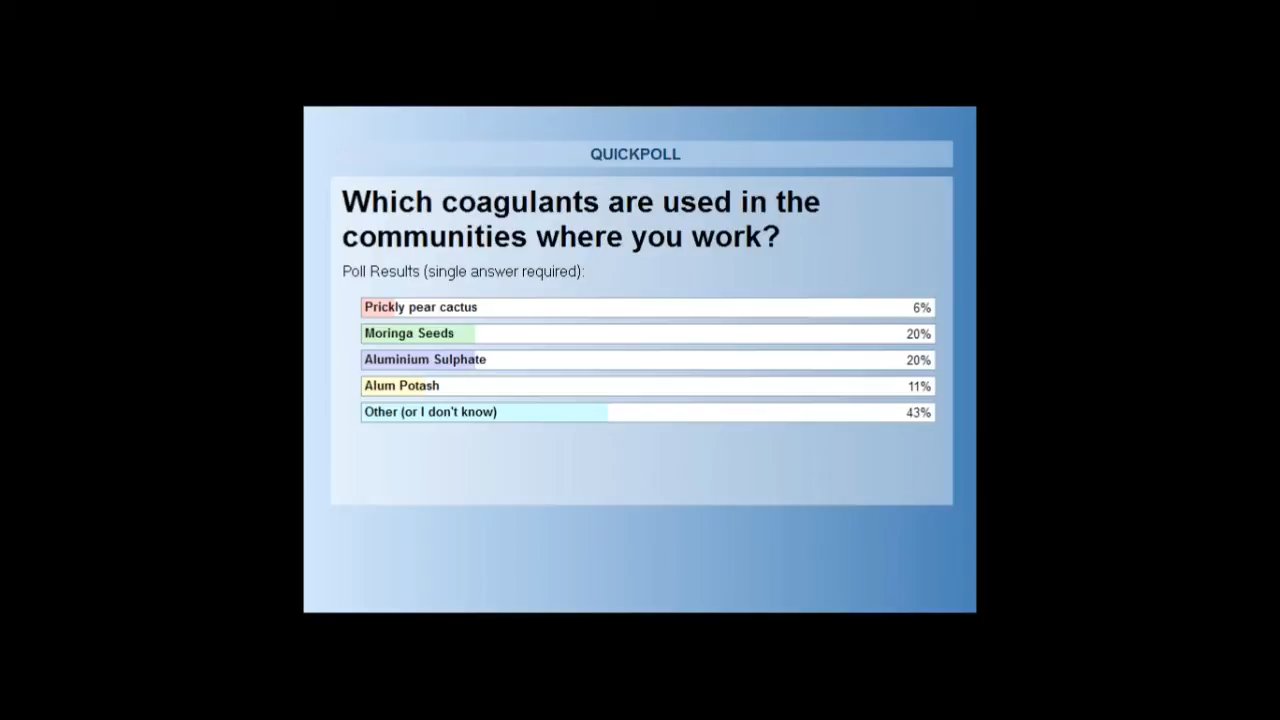 QUICKPOLL
Which coagulants are used in the
communities where you work?
Poll Results (single answer required):
Prickly pear cactus 6%
Moringa Seeds 20%
Aluminium Sulphate 20%
Alum Potash 11%
Other (or I don't know) 43%